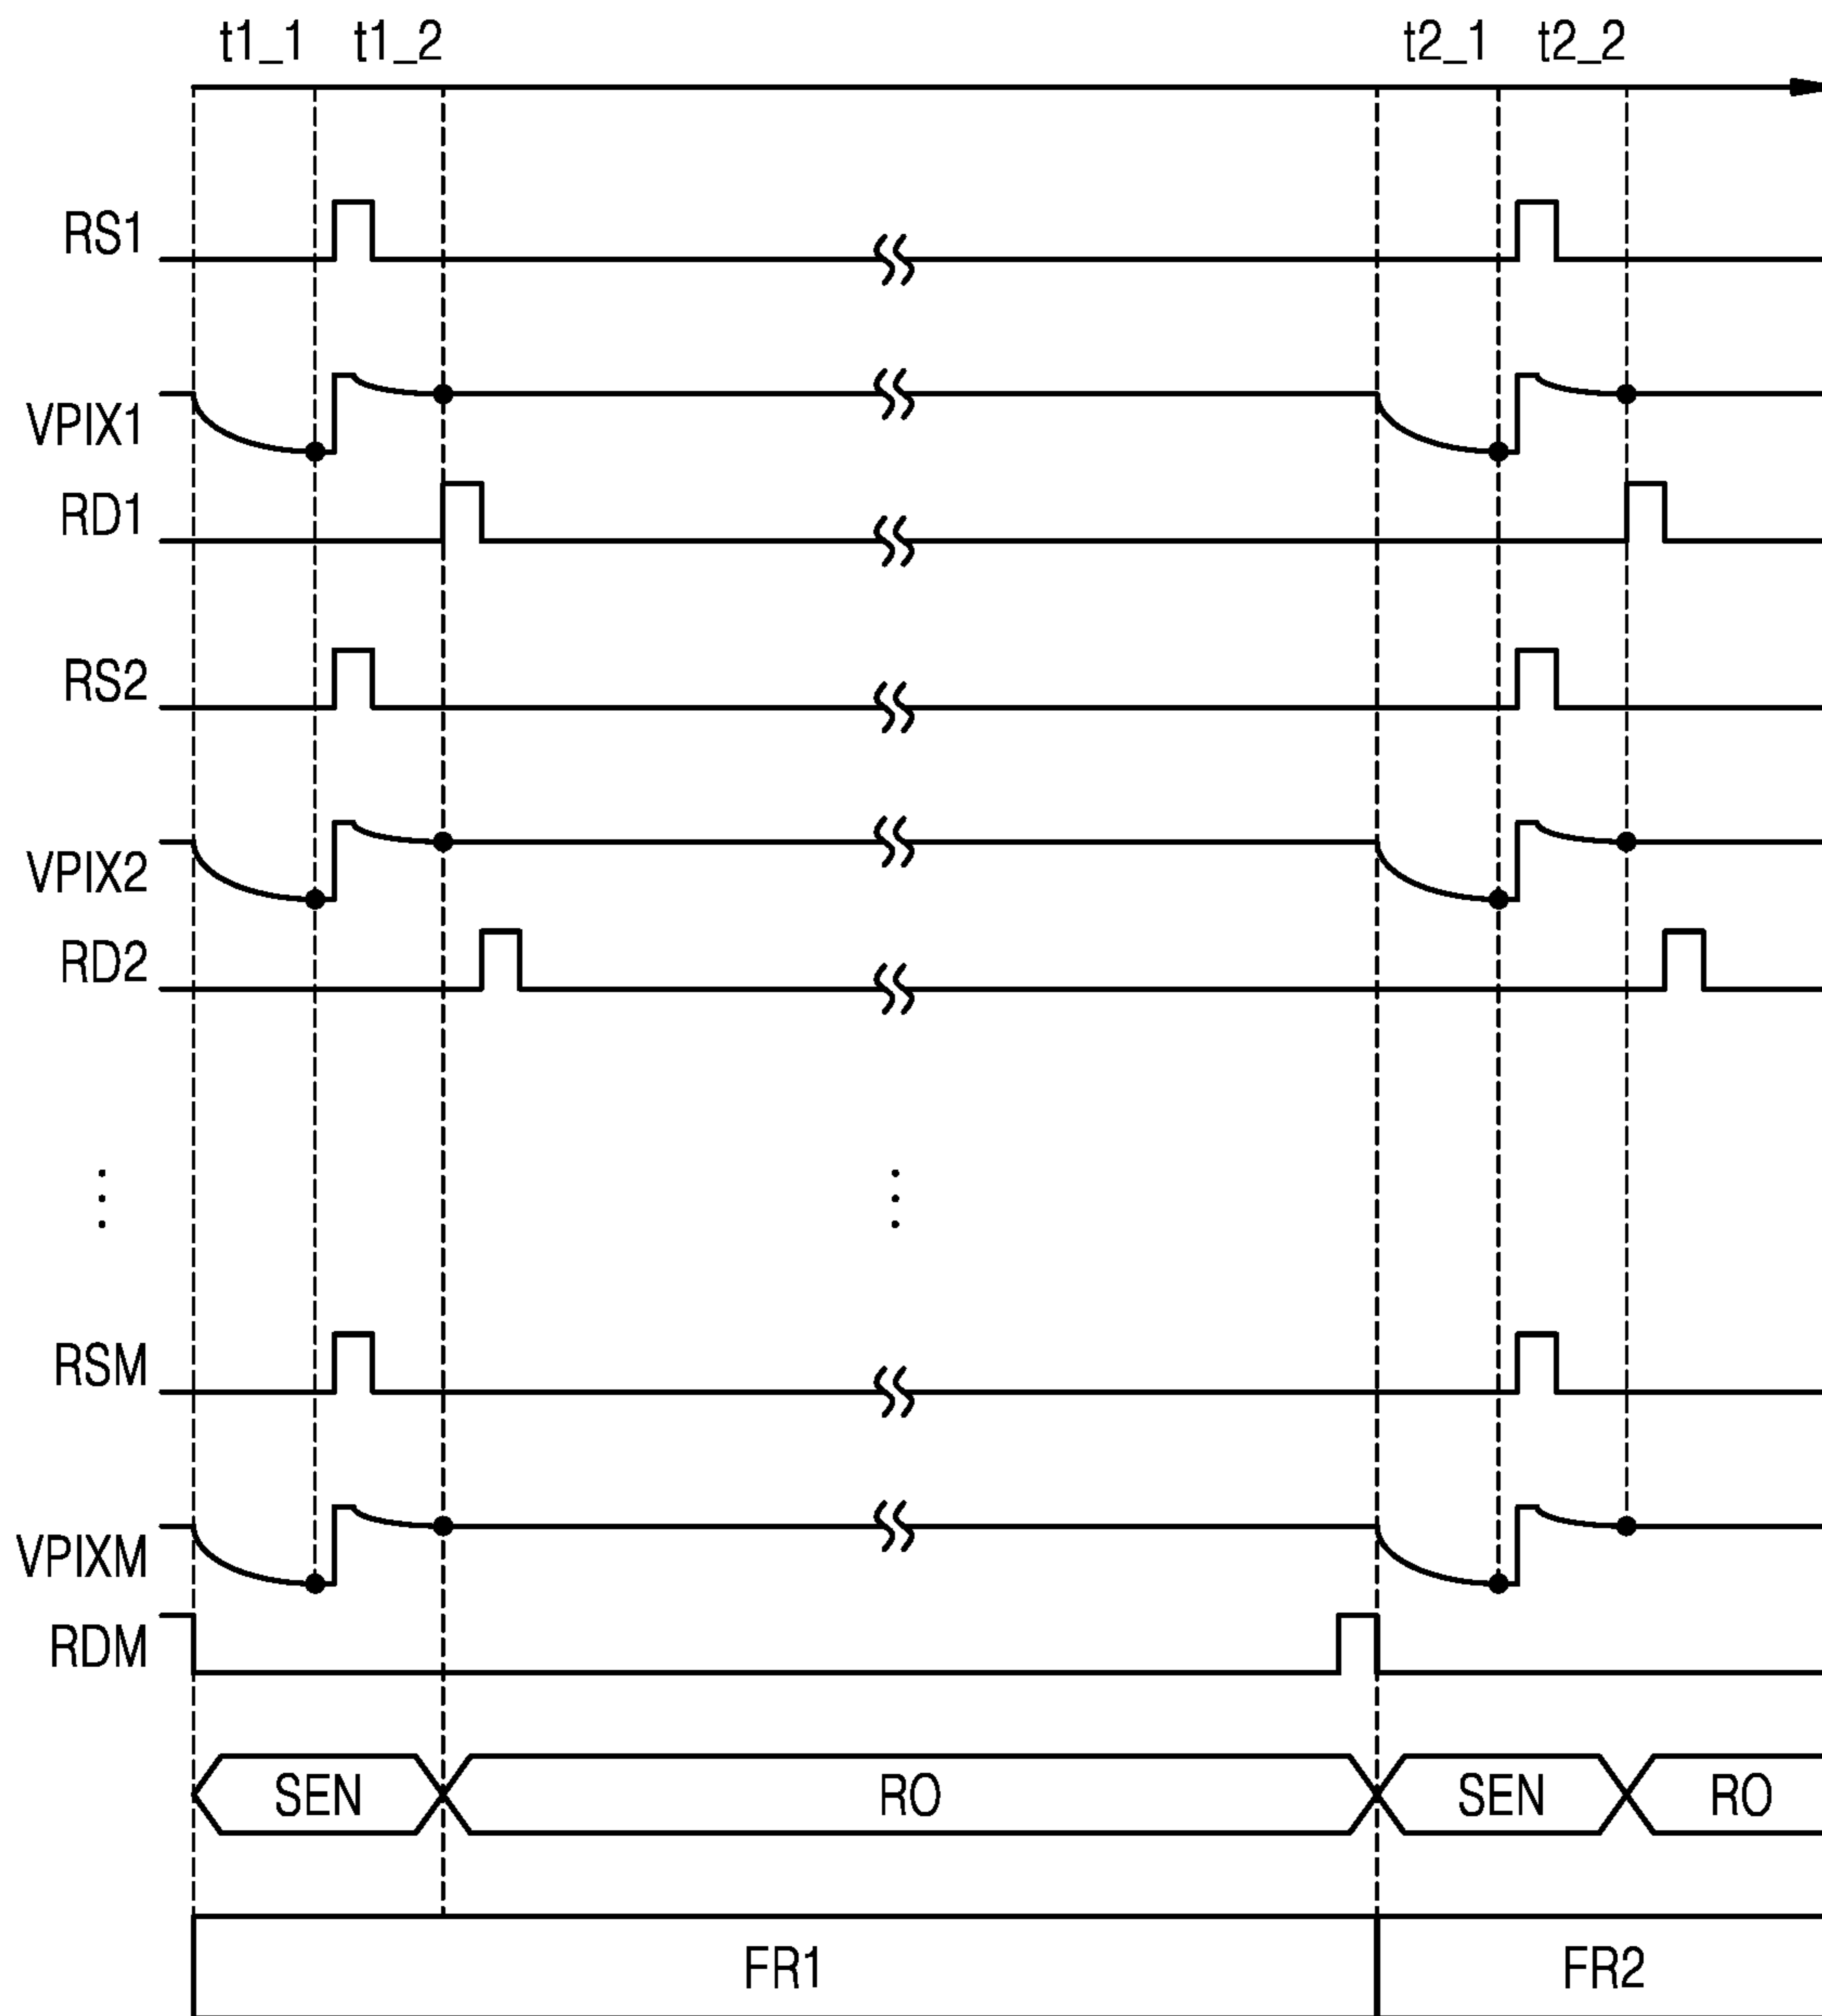 t1_1 t1_2 t2_1 t2_2
RS1
VPIX1
RD1
RS2
VPIX2
RD2
RSM
VPIXM
RDM
SEN RO SEN RO
FR1 FR2